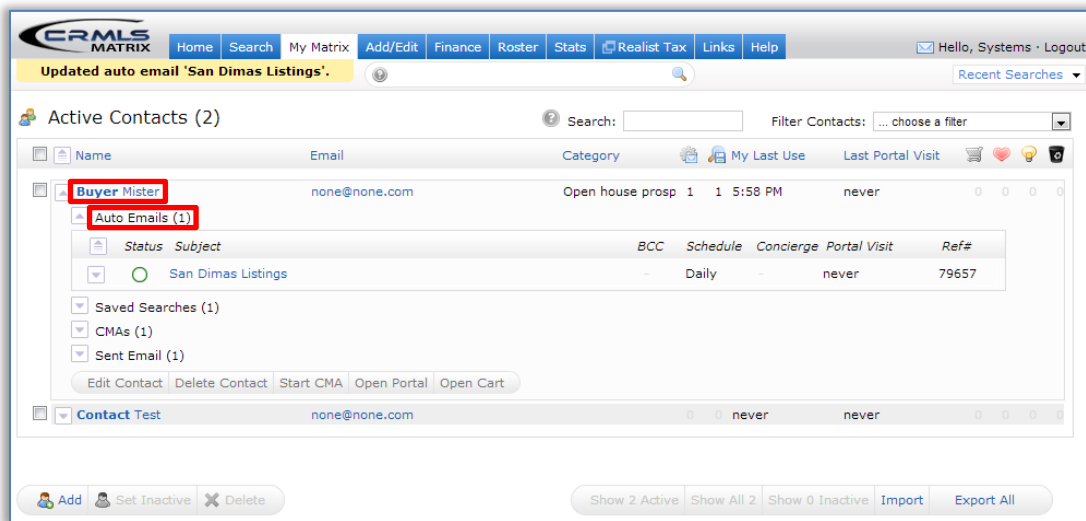 CRMLS
MATRIX
Home Search My Matrix Add/Edit Finance Roster Stats Realist Tax Links Help Hello, Systems · Logout
Updated auto email 'San Dimas Listings'. Recent Searches
Active Contacts (2) Search: Filter Contacts: ... choose a filter
Name Email Category My Last Use Last Portal Visit
Buyer Mister none@none.com Open house prosp 1 1 5:58 PM never 0 0 0 0
Auto Emails (1)
Status Subject BCC Schedule Concierge Portal Visit Ref#
San Dimas Listings - Daily - never 79657
Saved Searches (1)
CMAs (1)
Sent Email (1)
Edit Contact Delete Contact Start CMA Open Portal Open Cart
Contact Test none@none.com 0 0 never never 0 0 0 0
Add Set Inactive Delete Show 2 Active Show All 2 Show 0 Inactive Import Export All